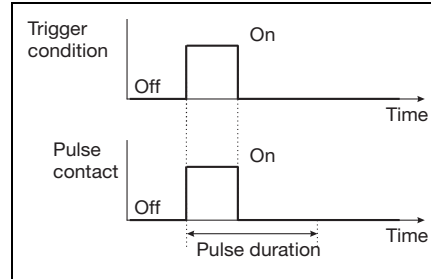 Trigger
condition
On
Off
Time
Pulse
contact
On
Off
Time
Pulse duration